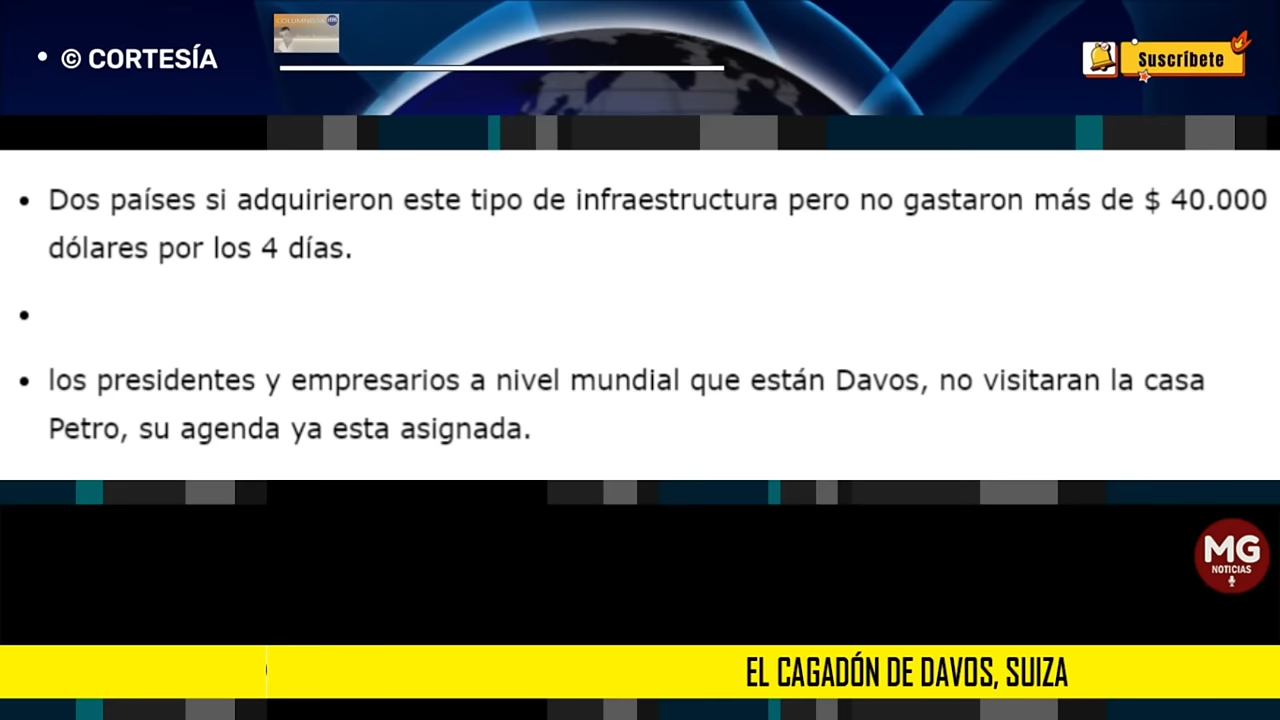 • © CORTESÍA
COLUMNISTA
Suscríbete
• Dos países si adquirieron este tipo de infraestructura pero no gastaron más de $ 40.000
dólares por los 4 días.
•
• los presidentes y empresarios a nivel mundial que están Davos, no visitaran la casa
Petro, su agenda ya esta asignada.
MG
NOTICIAS
EL CAGADÓN DE DAVOS, SUIZA